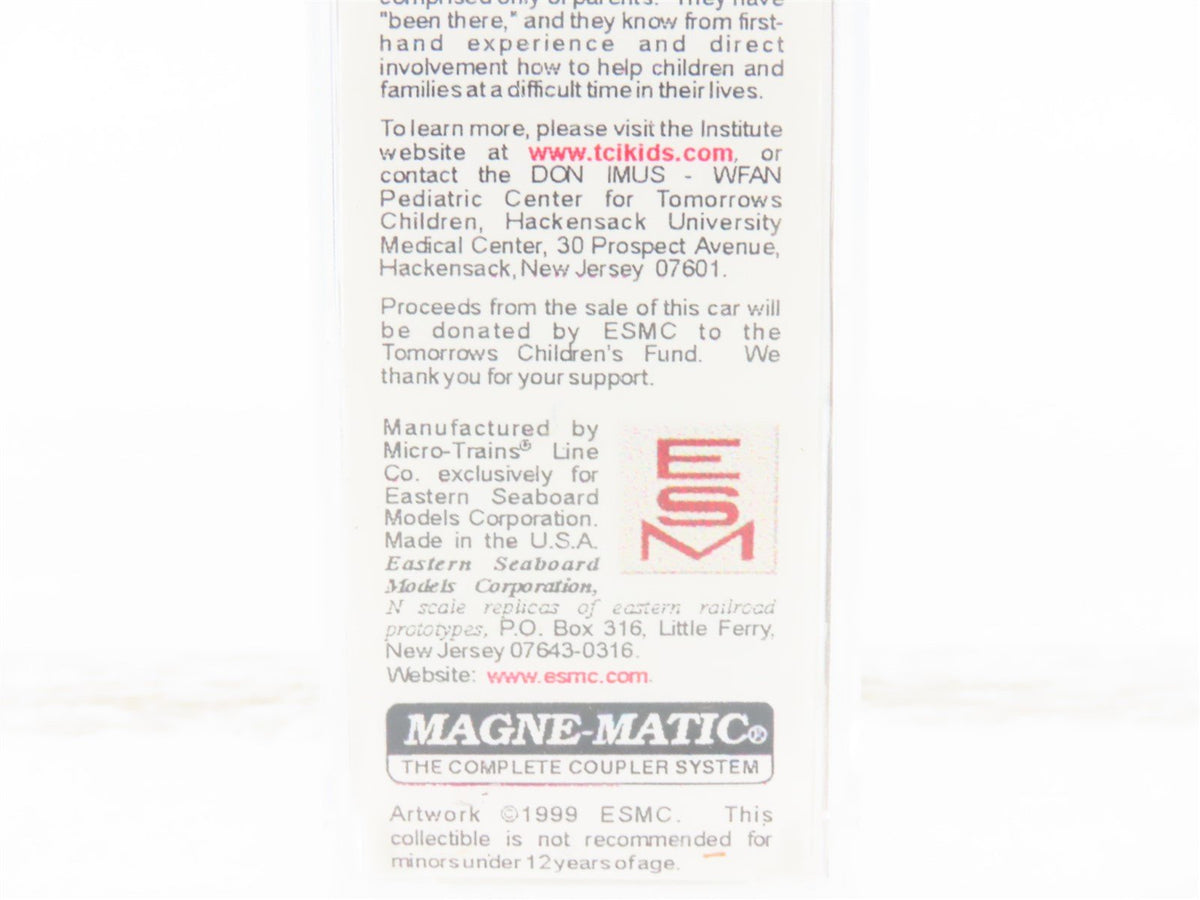 comprised only of parents. They have
"been there," and they know from first-
hand experience and direct
involvement how to help children and
families at a difficult time in their lives.
To learn more, please visit the Institute
website at www.tcikids.com, or
contact the DON IMUS - WFAN
Pediatric Center for Tomorrows
Children, Hackensack University
Medical Center, 30 Prospect Avenue,
Hackensack, New Jersey 07601.
Proceeds from the sale of this car will
be donated by ESMC to the
Tomorrows Children's Fund. We
thank you for your support.
Manufactured by
Micro-Trains® Line
Co. exclusively for
Eastern Seaboard
Models Corporation.
Made in the U.S.A.
Eastern Seaboard
Models Corporation,
N scale replicas of eastern railroad
prototypes, P.O. Box 316, Little Ferry,
New Jersey 07643-0316.
Website: www.esmc.com.
E
S
M
MAGNE-MATIC®
THE COMPLETE COUPLER SYSTEM
Artwork ©1999 ESMC. This
collectible is not recommended for
minors under 12 years of age.